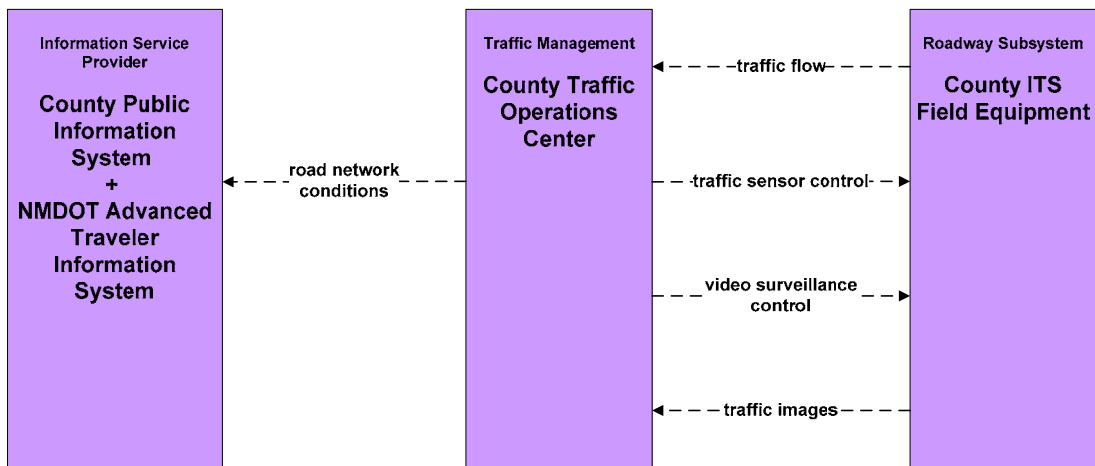 Information Service
Provider
County Public
Information
System
+
NMDOT Advanced
Traveler
Information
System
road network
conditions
Traffic Management
County Traffic
Operations
Center
traffic flow
traffic sensor control
video surveillance
control
traffic images
Roadway Subsystem
County ITS
Field Equipment